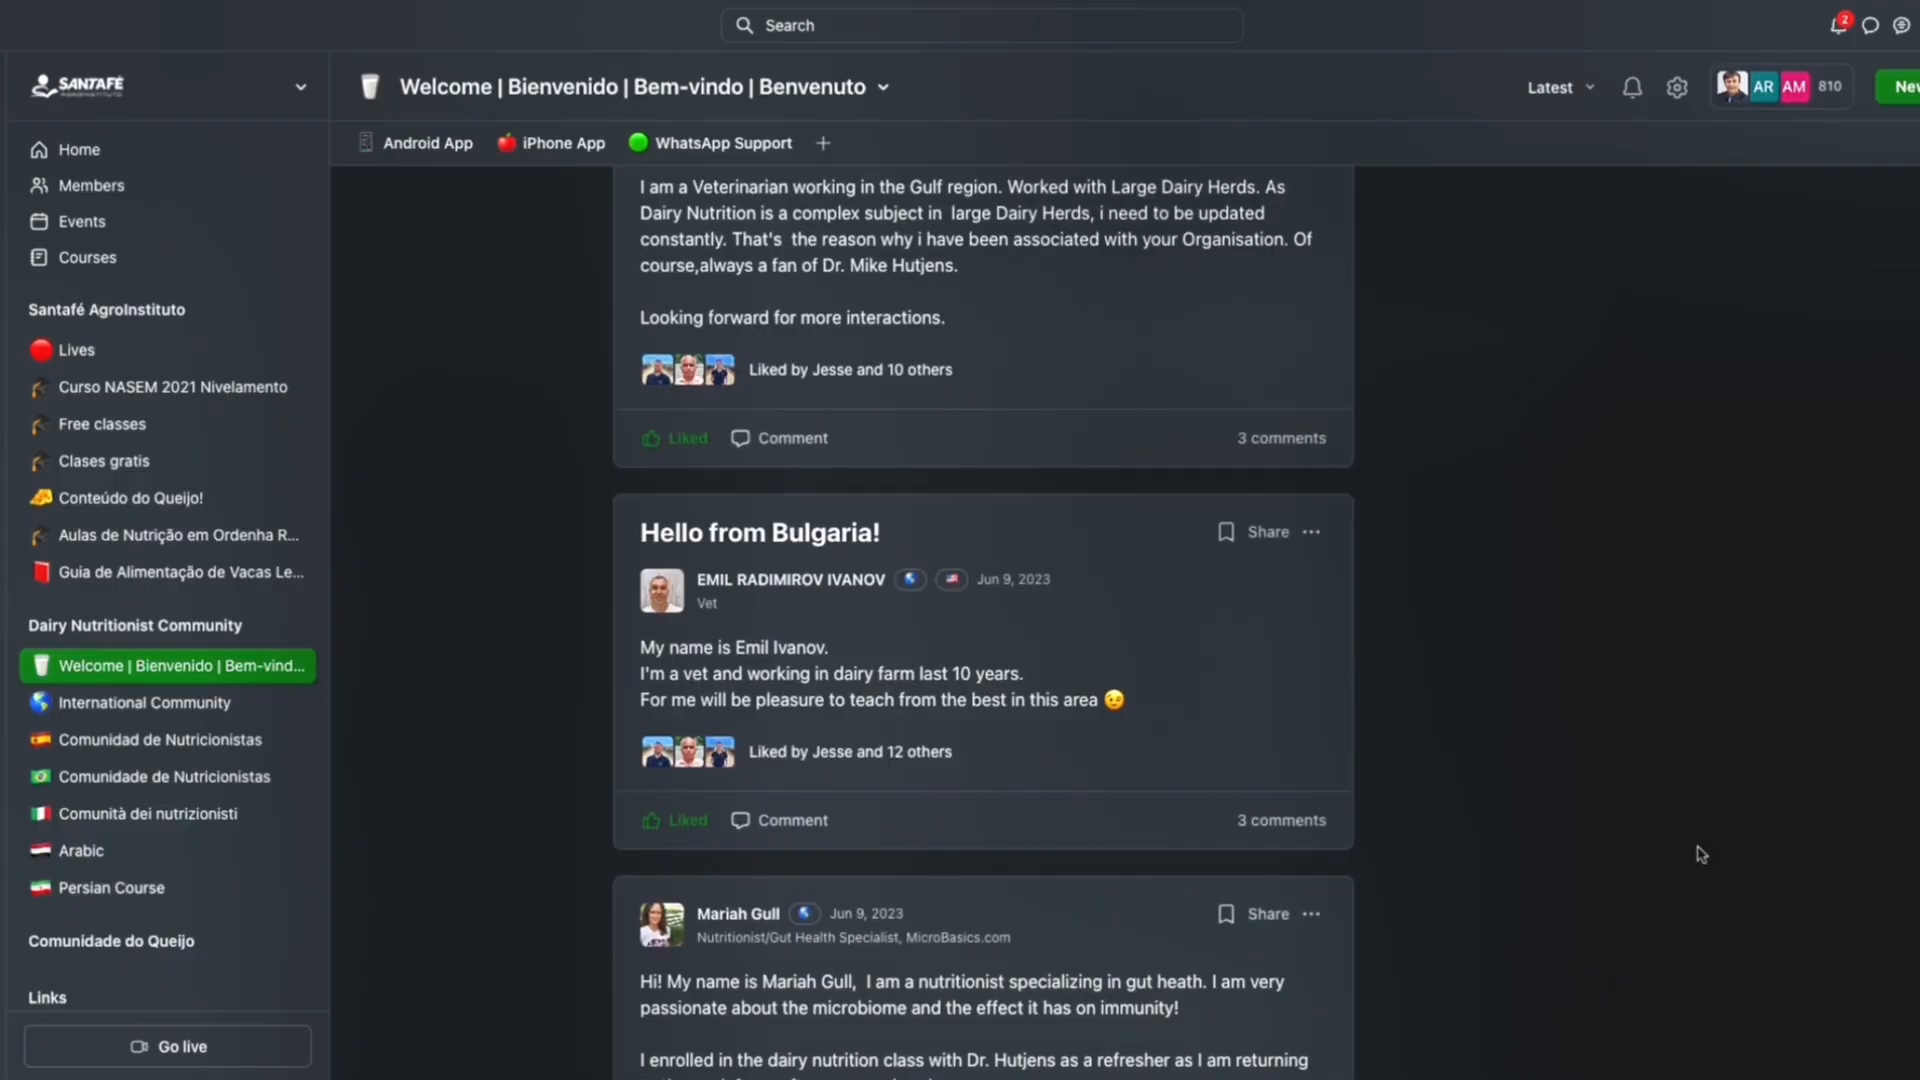 Search
2
SANTAFÉ
AGROINSTITUTO
Welcome | Bienvenido | Bem-vindo | Benvenuto
Latest
AR
AM
810
New
Android App
iPhone App
WhatsApp Support
Home
Members
Events
Courses
Santafé AgroInstituto
Lives
Curso NASEM 2021 Nivelamento
Free classes
Clases gratis
Conteúdo do Queijo!
Aulas de Nutrição em Ordenha R...
Guia de Alimentação de Vacas Le...
Dairy Nutritionist Community
Welcome | Bienvenido | Bem-vind...
International Community
Comunidad de Nutricionistas
Comunidade de Nutricionistas
Comunità dei nutrizionisti
Arabic
Persian Course
Comunidade do Queijo
Links
Go live
I am a Veterinarian working in the Gulf region. Worked with Large Dairy Herds. As
Dairy Nutrition is a complex subject in large Dairy Herds, i need to be updated
constantly. That's the reason why i have been associated with your Organisation. Of
course,always a fan of Dr. Mike Hutjens.
Looking forward for more interactions.
Liked by Jesse and 10 others
Liked
Comment
3 comments
Hello from Bulgaria!
Share
EMIL RADIMIROV IVANOV
Jun 9, 2023
Vet
My name is Emil Ivanov.
I'm a vet and working in dairy farm last 10 years.
For me will be pleasure to teach from the best in this area 😉
Liked by Jesse and 12 others
Liked
Comment
3 comments
Mariah Gull
Jun 9, 2023
Share
Nutritionist/Gut Health Specialist, MicroBasics.com
Hi! My name is Mariah Gull, I am a nutritionist specializing in gut heath. I am very
passionate about the microbiome and the effect it has on immunity!
I enrolled in the dairy nutrition class with Dr. Hutjens as a refresher as I am returning